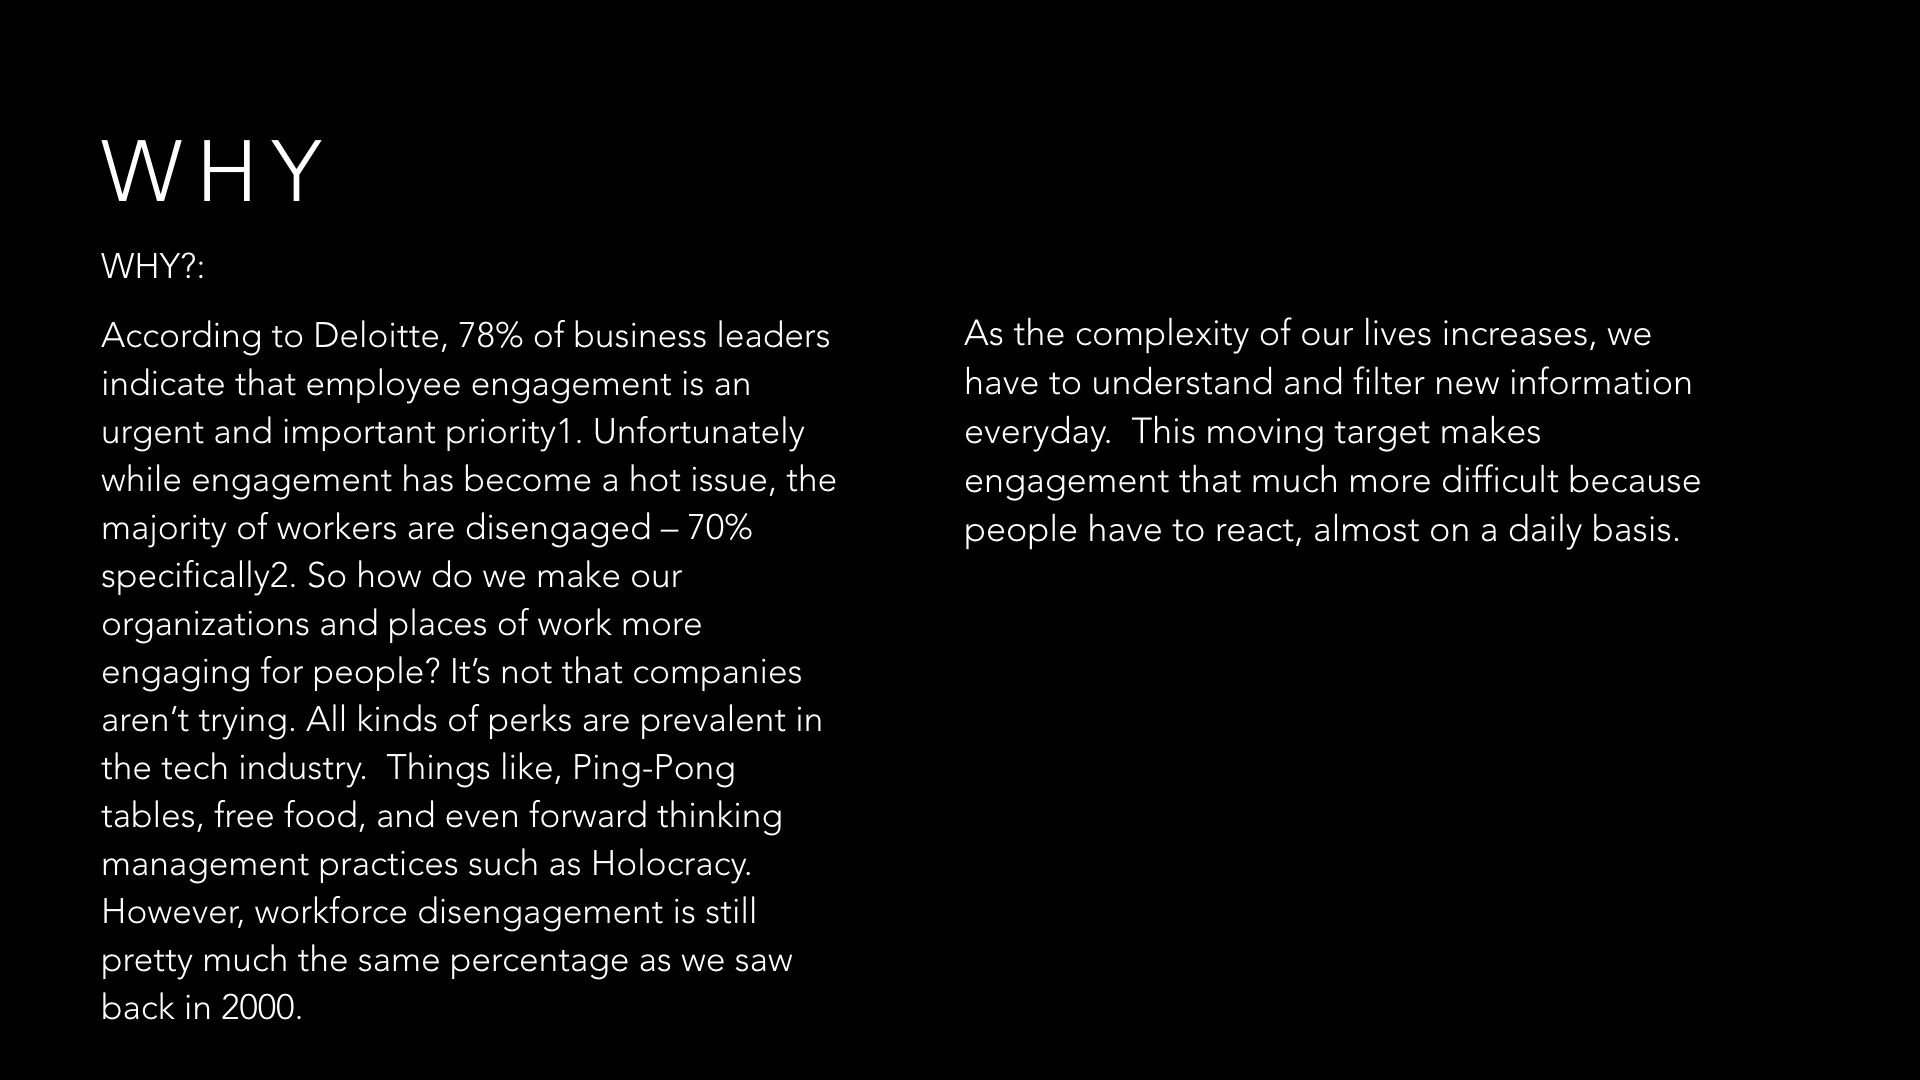 WHY
WHY?:
According to Deloitte, 78% of business leaders
indicate that employee engagement is an
urgent and important priority1. Unfortunately
while engagement has become a hot issue, the
majority of workers are disengaged – 70%
specifically2. So how do we make our
organizations and places of work more
engaging for people? It’s not that companies
aren’t trying. All kinds of perks are prevalent in
the tech industry.  Things like, Ping-Pong
tables, free food, and even forward thinking
management practices such as Holocracy.
However, workforce disengagement is still
pretty much the same percentage as we saw
back in 2000.
As the complexity of our lives increases, we
have to understand and filter new information
everyday.  This moving target makes
engagement that much more difficult because
people have to react, almost on a daily basis.